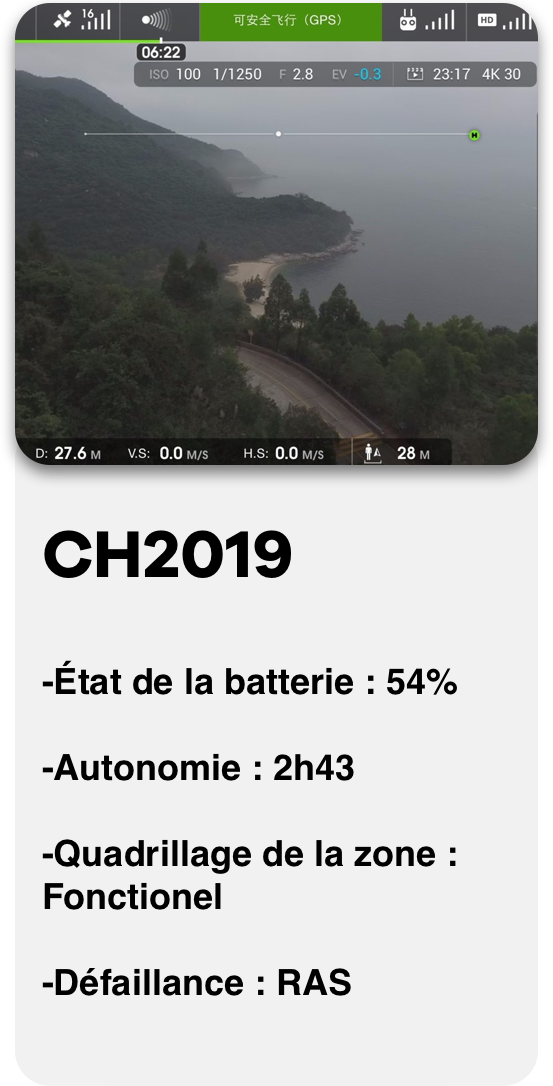 16 可安全飞行（GPS） HD
06:22
ISO 100 1/1250 F 2.8 EV -0.3 23:17 4K 30
H
D: 27.6 M V.S: 0.0 M/S H.S: 0.0 M/S 28 M
CH2019
-État de la batterie : 54%
-Autonomie : 2h43
-Quadrillage de la zone :
Fonctionel
-Défaillance : RAS